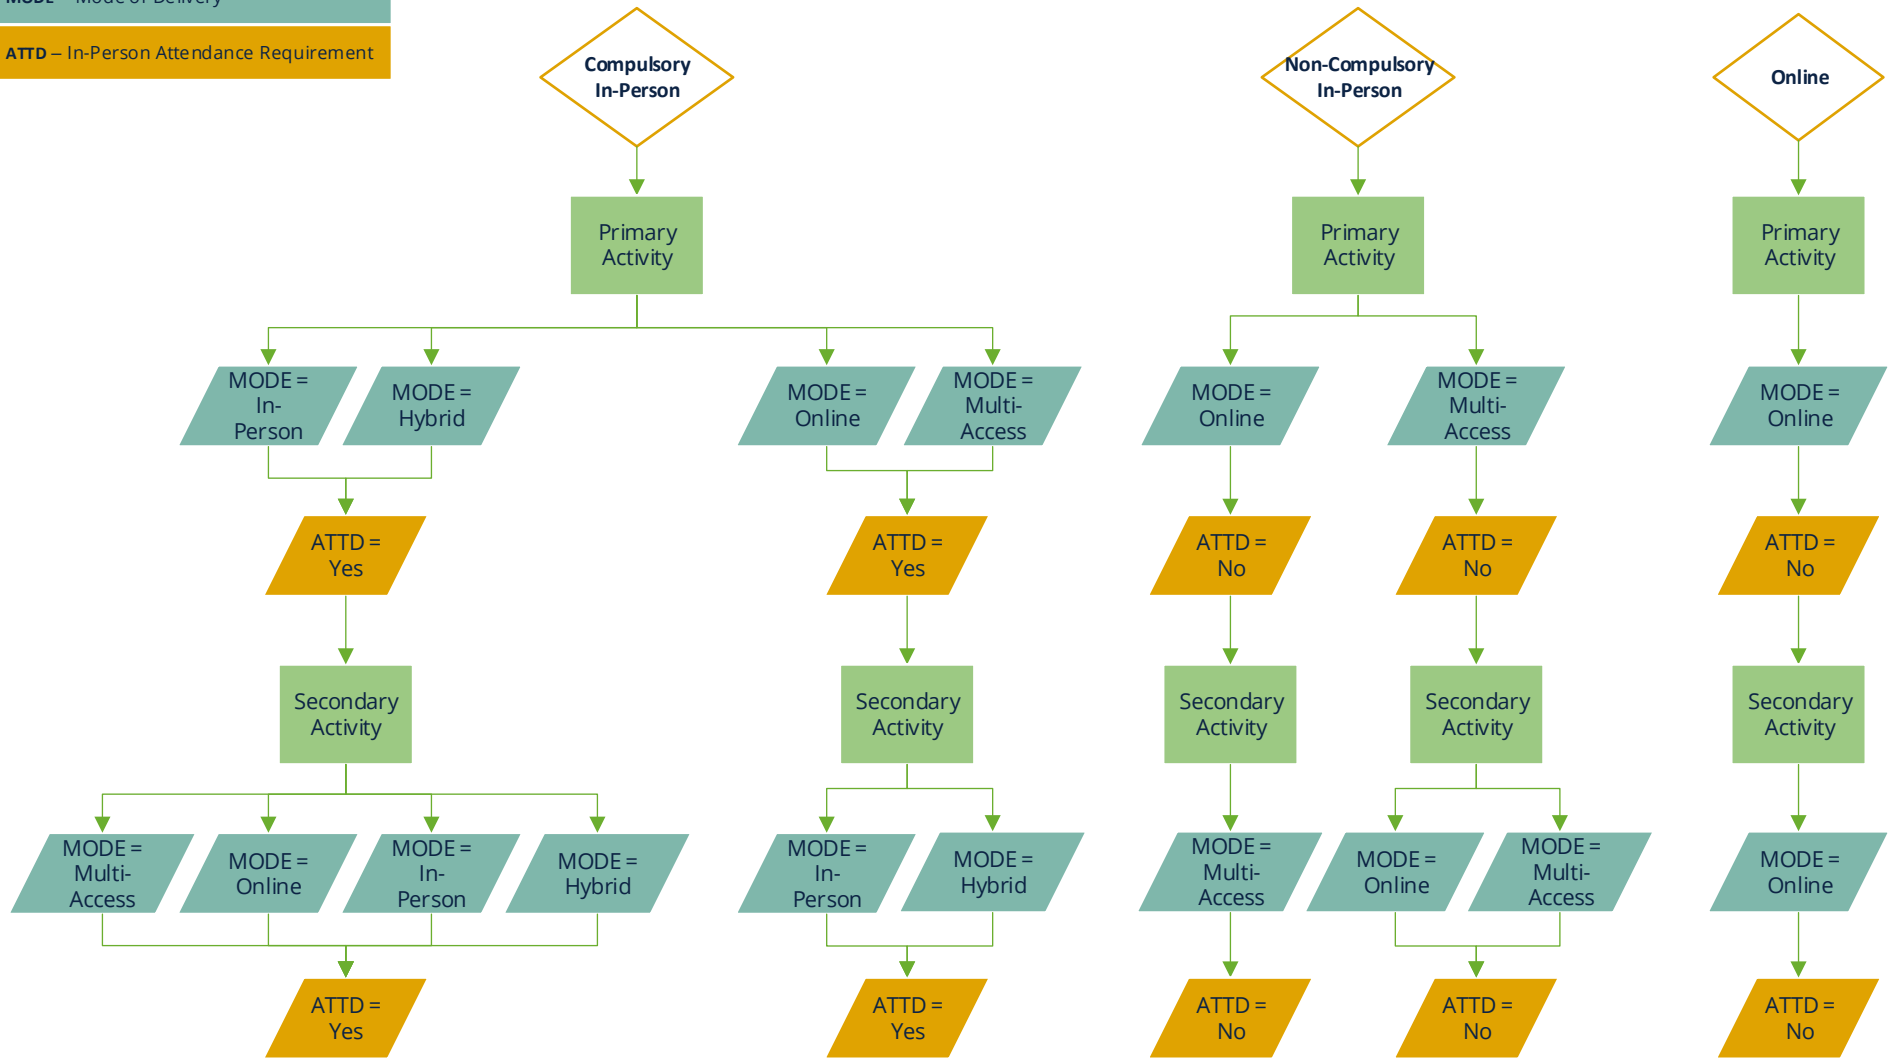 MODE – Mode of Delivery
ATTD – In-Person Attendance Requirement
Compulsory
In-Person
Non-Compulsory
In-Person
Online
Primary
Activity
Primary
Activity
Primary
Activity
MODE =
In-
Person
MODE =
Hybrid
MODE =
Online
MODE =
Multi-
Access
MODE =
Online
MODE =
Multi-
Access
MODE =
Online
ATTD =
Yes
ATTD =
Yes
ATTD =
No
ATTD =
No
ATTD =
No
Secondary
Activity
Secondary
Activity
Secondary
Activity
Secondary
Activity
Secondary
Activity
MODE =
Multi-
Access
MODE =
Online
MODE =
In-
Person
MODE =
Hybrid
MODE =
In-
Person
MODE =
Hybrid
MODE =
Multi-
Access
MODE =
Online
MODE =
Multi-
Access
MODE =
Online
ATTD =
Yes
ATTD =
Yes
ATTD =
No
ATTD =
No
ATTD =
No